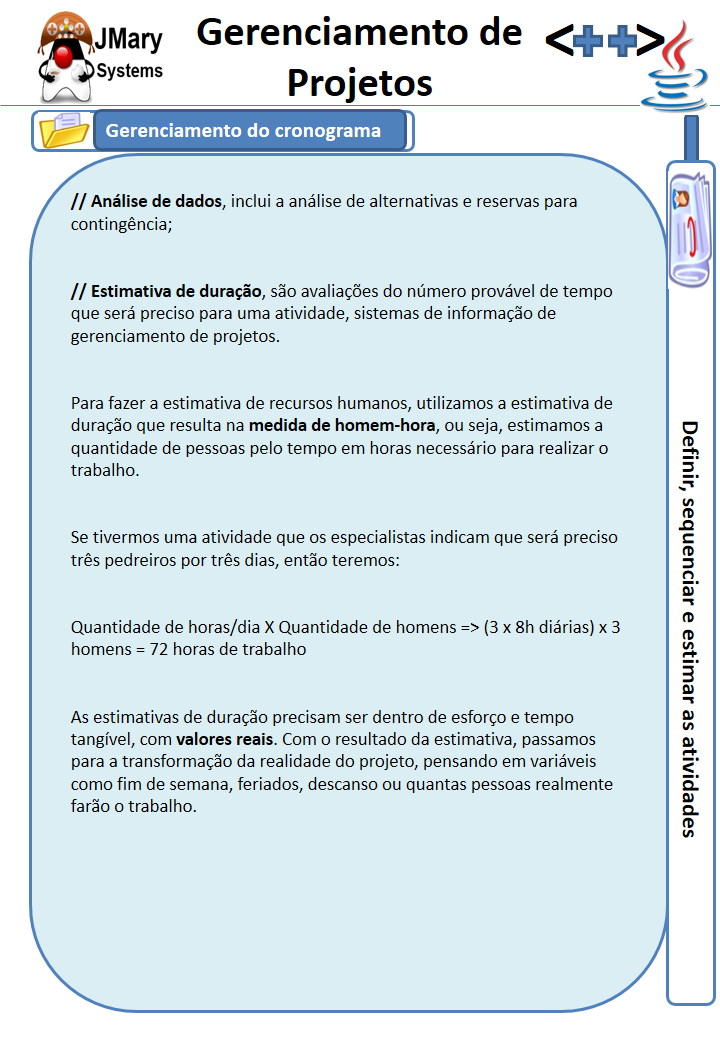 JMary
Systems
Gerenciamento de
Projetos
<++>
Gerenciamento do cronograma
// Análise de dados, inclui a análise de alternativas e reservas para
contingência;
// Estimativa de duração, são avaliações do número provável de tempo
que será preciso para uma atividade, sistemas de informação de
gerenciamento de projetos.
Para fazer a estimativa de recursos humanos, utilizamos a estimativa de
duração que resulta na medida de homem-hora, ou seja, estimamos a
quantidade de pessoas pelo tempo em horas necessário para realizar o
trabalho.
Se tivermos uma atividade que os especialistas indicam que será preciso
três pedreiros por três dias, então teremos:
Quantidade de horas/dia X Quantidade de homens => (3 x 8h diárias) x 3
homens = 72 horas de trabalho
As estimativas de duração precisam ser dentro de esforço e tempo
tangível, com valores reais. Com o resultado da estimativa, passamos
para a transformação da realidade do projeto, pensando em variáveis
como fim de semana, feriados, descanso ou quantas pessoas realmente
farão o trabalho.
Definir, sequenciar e estimar as atividades